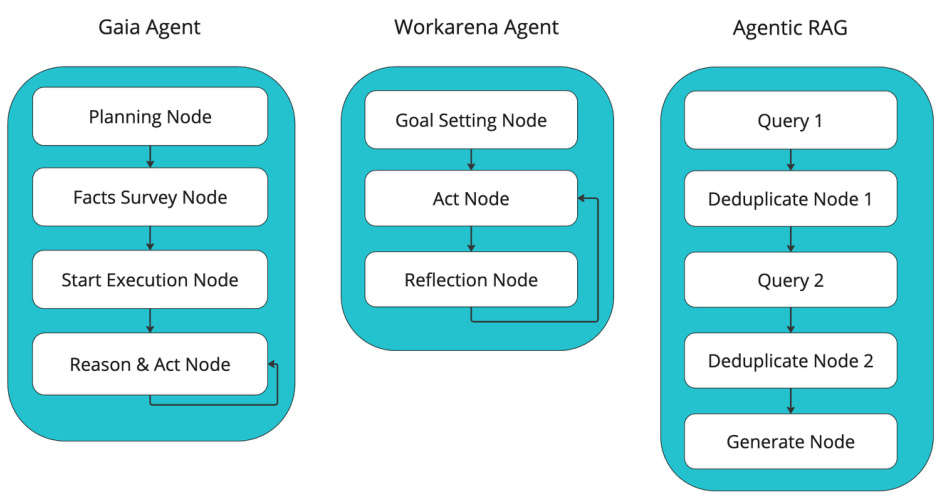 Gaia Agent
Planning Node
Facts Survey Node
Start Execution Node
Reason & Act Node
Workarena Agent
Goal Setting Node
Act Node
Reflection Node
Agentic RAG
Query 1
Deduplicate Node 1
Query 2
Deduplicate Node 2
Generate Node